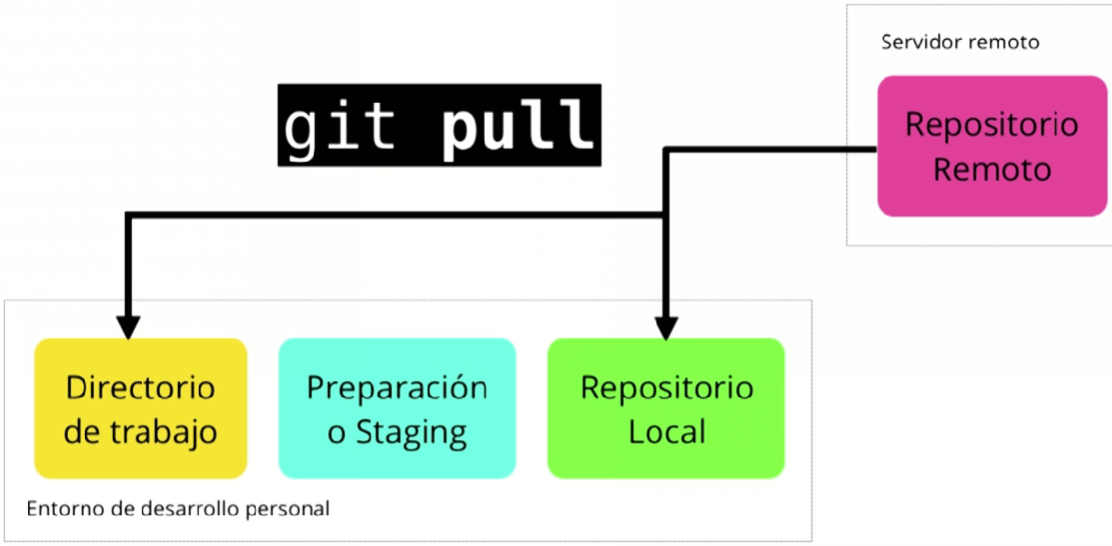 Servidor remoto
git pull
Repositorio
Remoto
Directorio
de trabajo
Preparación
o Staging
Repositorio
Local
Entorno de desarrollo personal